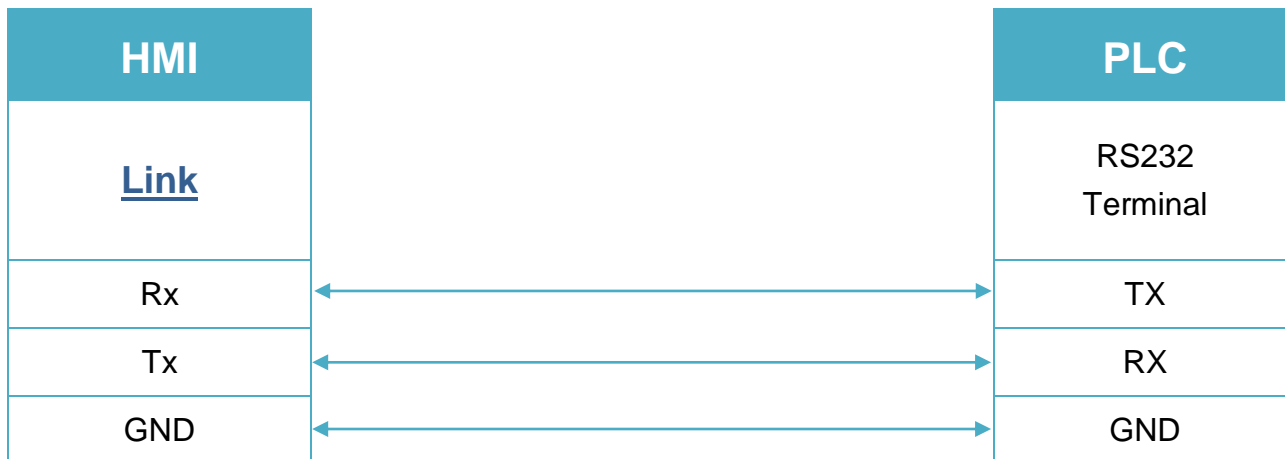 HMI PLC
Link RS232
Terminal
Rx TX
Tx RX
GND GND